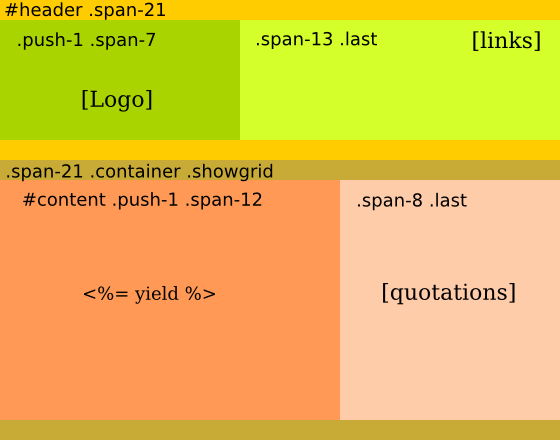 #header .span-21
.push-1 .span-7
.span-13 .last
[links]
[Logo]
.span-21 .container .showgrid
#content .push-1 .span-12
.span-8 .last
<%= yield %>
[quotations]